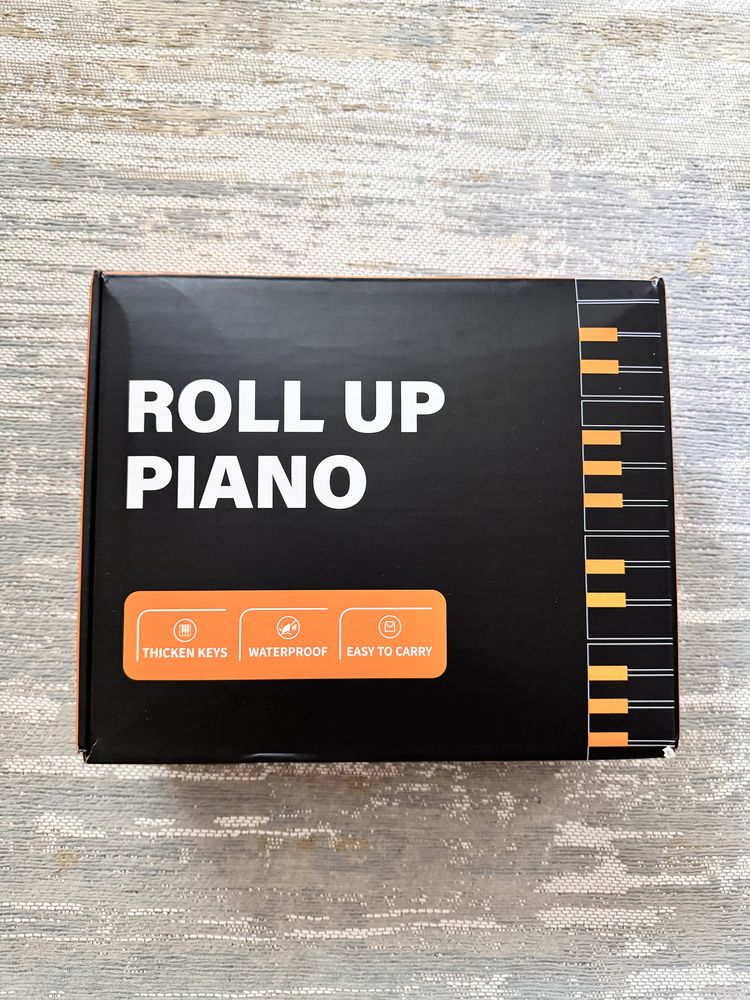 ROLL UP
PIANO
THICKEN KEYS
WATERPROOF
EASY TO CARRY